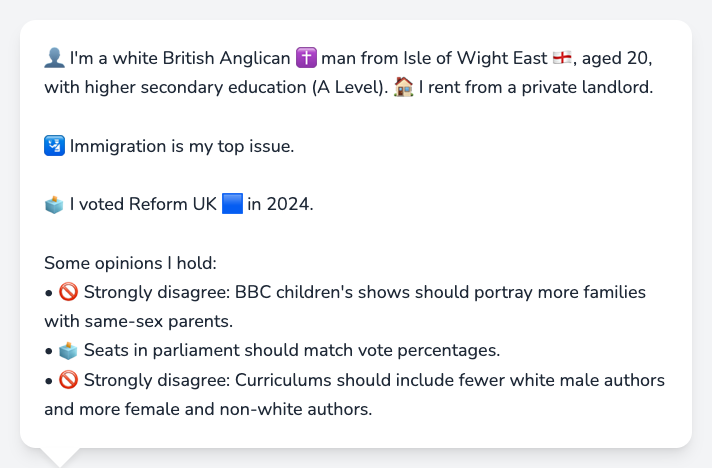 👤 I'm a white British Anglican ✝️ man from Isle of Wight East 🏴󠁧󠁢󠁥󠁮󠁧󠁿, aged 20,
with higher secondary education (A Level). 🏠 I rent from a private landlord.
🛂 Immigration is my top issue.
🗳️ I voted Reform UK 🟦 in 2024.
Some opinions I hold:
• 🚫 Strongly disagree: BBC children's shows should portray more families
with same-sex parents.
• 🗳️ Seats in parliament should match vote percentages.
• 🚫 Strongly disagree: Curriculums should include fewer white male authors
and more female and non-white authors.